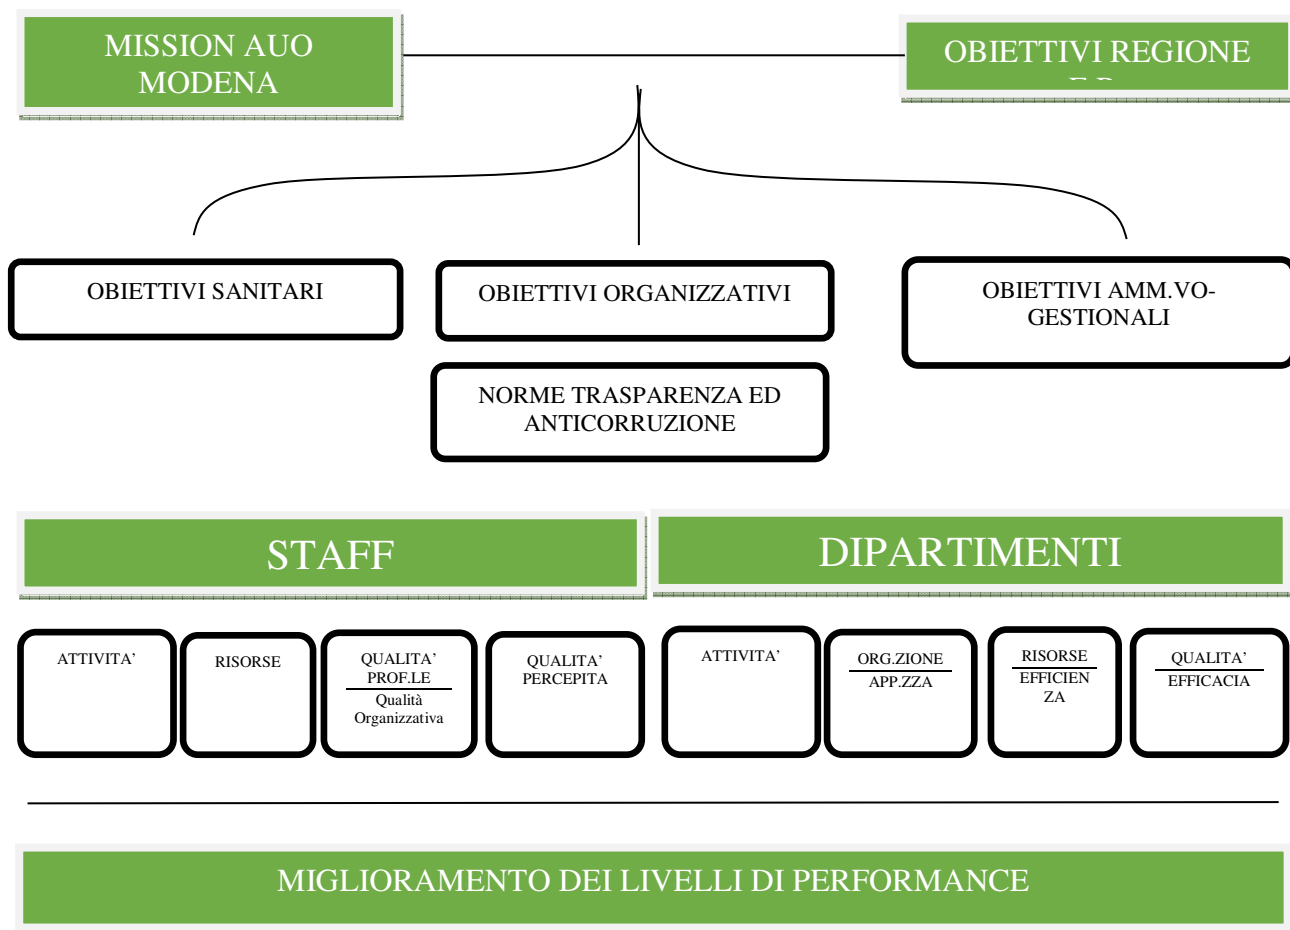 MISSION AUO
MODENA
OBIETTIVI REGIONE
OBIETTIVI SANITARI
OBIETTIVI ORGANIZZATIVI
OBIETTIVI AMM.VO-
GESTIONALI
NORME TRASPARENZA ED
ANTICORRUZIONE
STAFF
DIPARTIMENTI
ATTIVITA’
RISORSE
QUALITA’
PROF.LE
Qualità
Organizzativa
QUALITA’
PERCEPITA
ATTIVITA’
ORG.ZIONE
APP.ZZA
RISORSE
EFFICIEN
ZA
QUALITA’
EFFICACIA
MIGLIORAMENTO DEI LIVELLI DI PERFORMANCE